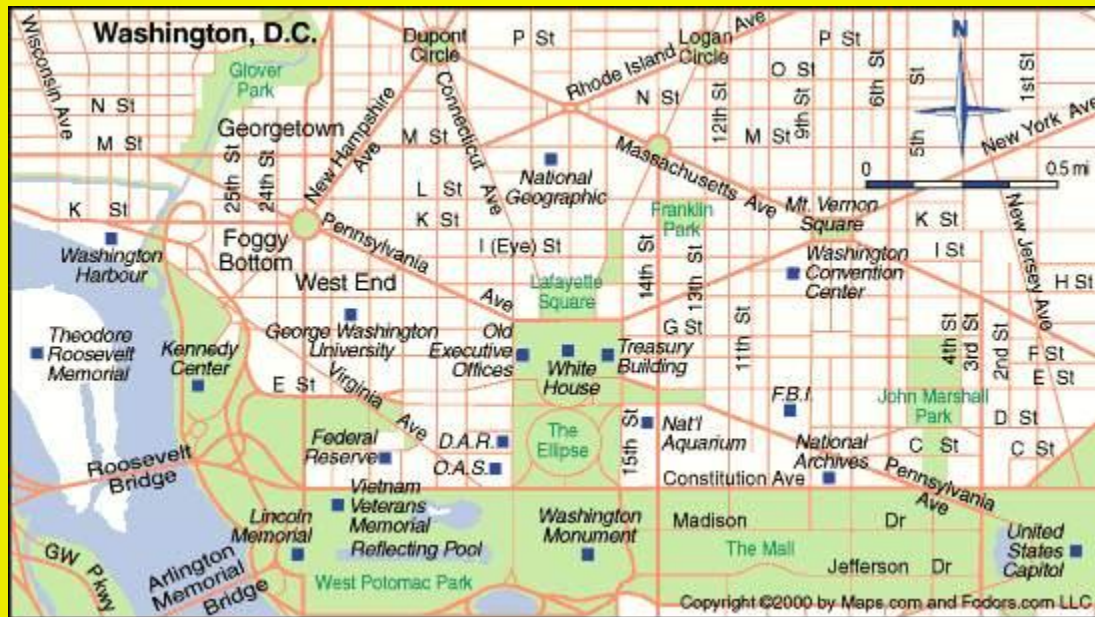 Washington, D.C.
Wisconsin Ave
Glover
Park
Dupont
Circle
P St
Rhode Island Ave
Logan
Circle
P St
O St
6th St
5th St
1st St
N
N St
M St
Georgetown
New Hampshire
Ave
M St
Connecticut Ave
N St
12th St
9th St
M St
New York Ave
Massachusetts Ave
0
0.5 mi
25th St
24th St
L St
National
Geographic
K St
K St
Franklin
Park
Mt. Vernon
Square
K St
New Jersey Ave
Washington
Harbour
Foggy
Bottom
Pennsylvania
Ave
I (Eye) St
I St
West End
Lafayette
Square
14th St
13th St
Washington
Convention
Center
H St
Theodore
Roosevelt
Memorial
Kennedy
Center
George Washington
University
Old
Executive
Offices
White
House
Treasury
Building
G St
11th St
4th St
3rd St
2nd St
F St
E St
E St
Virginia
Ave
F.B.I.
John Marshall
Park
D St
Federal
Reserve
D.A.R.
O.A.S.
The
Ellipse
15th St
Nat'l
Aquarium
National
Archives
C St
C St
Roosevelt
Bridge
Constitution Ave
Pennsylvania
Ave
Vietnam
Veterans
Memorial
Lincoln
Memorial
Reflecting Pool
Washington
Monument
Madison Dr
The Mall
Jefferson Dr
United
States
Capitol
GW Pkwy
Arlington
Memorial
Bridge
West Potomac Park
Copyright ©2000 by Maps.com and Fodors.com LLC